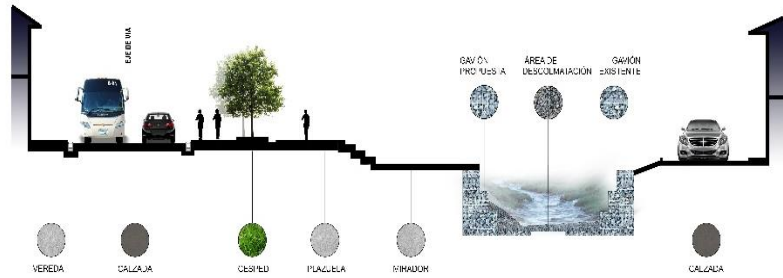 EJE DE VIA
GAVIÓN
PROPUESTA
ÁREA DE
DESCOLMATACIÓN
GAVIÓN
EXISTENTE
VEREDA
CALZADA
CESPED
PLAZUELA
MIRADOR
CALZADA